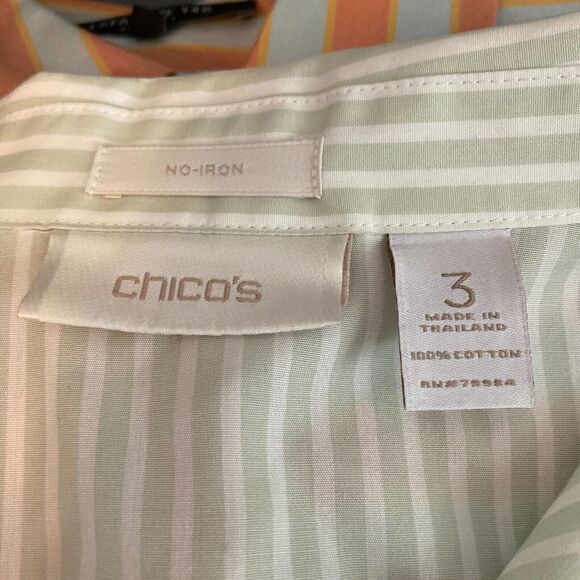 NO-IRON
chico's
3
MADE IN
THAILAND
100% COTTON
RN#79984